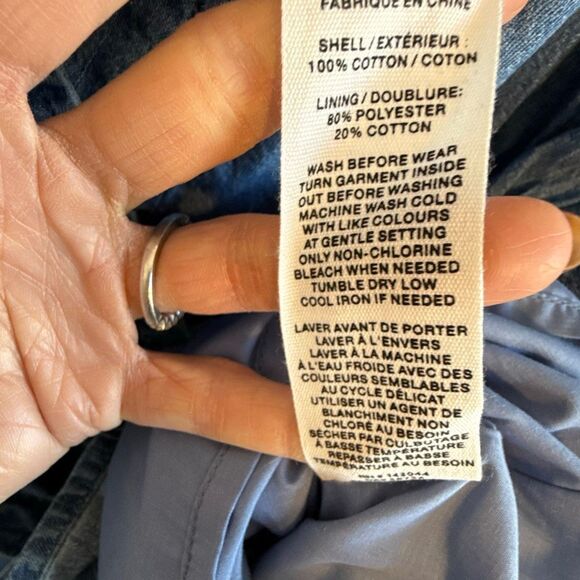 FABRIQUÉ EN CHINE
SHELL / EXTÉRIEUR :
100% COTTON / COTON
LINING / DOUBLURE:
80% POLYESTER
20% COTTON
WASH BEFORE WEAR
TURN GARMENT INSIDE
OUT BEFORE WASHING
MACHINE WASH COLD
WITH LIKE COLOURS
AT GENTLE SETTING
ONLY NON-CHLORINE
BLEACH WHEN NEEDED
TUMBLE DRY LOW
COOL IRON IF NEEDED
LAVER AVANT DE PORTER
LAVER À L'ENVERS
LAVER À LA MACHINE
À L'EAU FROIDE AVEC DES
COULEURS SEMBLABLES
AU CYCLE DÉLICAT
UTILISER UN AGENT DE
BLANCHIMENT NON
CHLORÉ AU BESOIN
SÉCHER PAR CULBUTAGE
À BASSE TEMPÉRATURE
REPASSER À BASSE
TEMPÉRATURE AU BESOIN